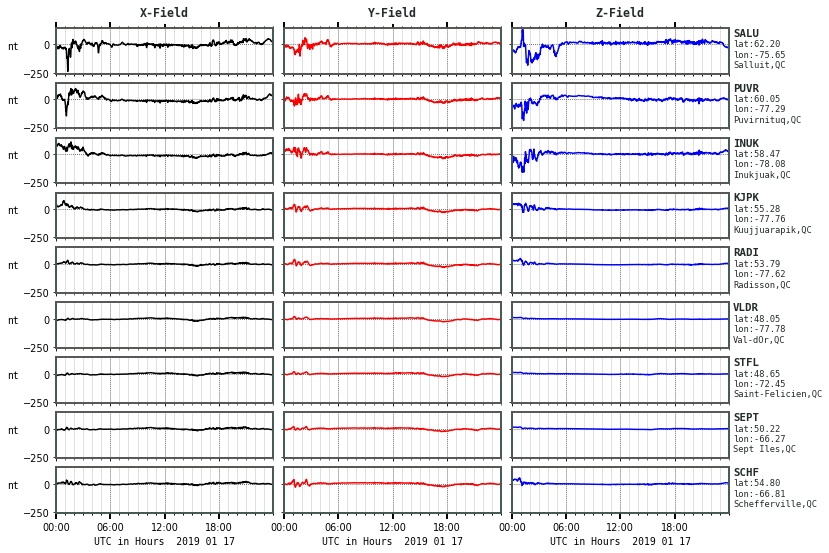 X-Field Y-Field Z-Field
nt 0 -250 SALU
lat:62.20
lon:-75.65
Salluit,QC
nt 0 -250 PUVR
lat:60.05
lon:-77.29
Puvirnituq,QC
nt 0 -250 INUK
lat:58.47
lon:-78.08
Inukjuak,QC
nt 0 -250 KJPK
lat:55.28
lon:-77.76
Kuujjuarapik,QC
nt 0 -250 RADI
lat:53.79
lon:-77.62
Radisson,QC
nt 0 -250 VLDR
lat:48.05
lon:-77.78
Val-dOr,QC
nt 0 -250 STFL
lat:48.65
lon:-72.45
Saint-Felicien,QC
nt 0 -250 SEPT
lat:50.22
lon:-66.27
Sept Iles,QC
nt 0 -250 SCHF
lat:54.80
lon:-66.81
Schefferville,QC
00:00 06:00 12:00 18:00 00:00 06:00 12:00 18:00 00:00 06:00 12:00 18:00
UTC in Hours 2019 01 17 UTC in Hours 2019 01 17 UTC in Hours 2019 01 17